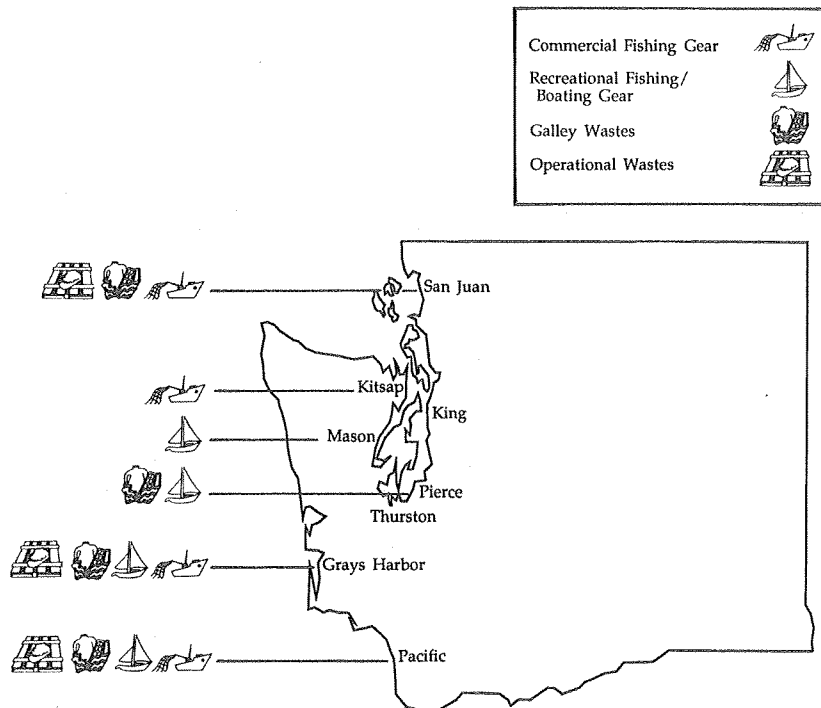 Commercial Fishing Gear
Recreational Fishing/
Boating Gear
Galley Wastes
Operational Wastes
San Juan
Kitsap
King
Mason
Pierce
Thurston
Grays Harbor
Pacific